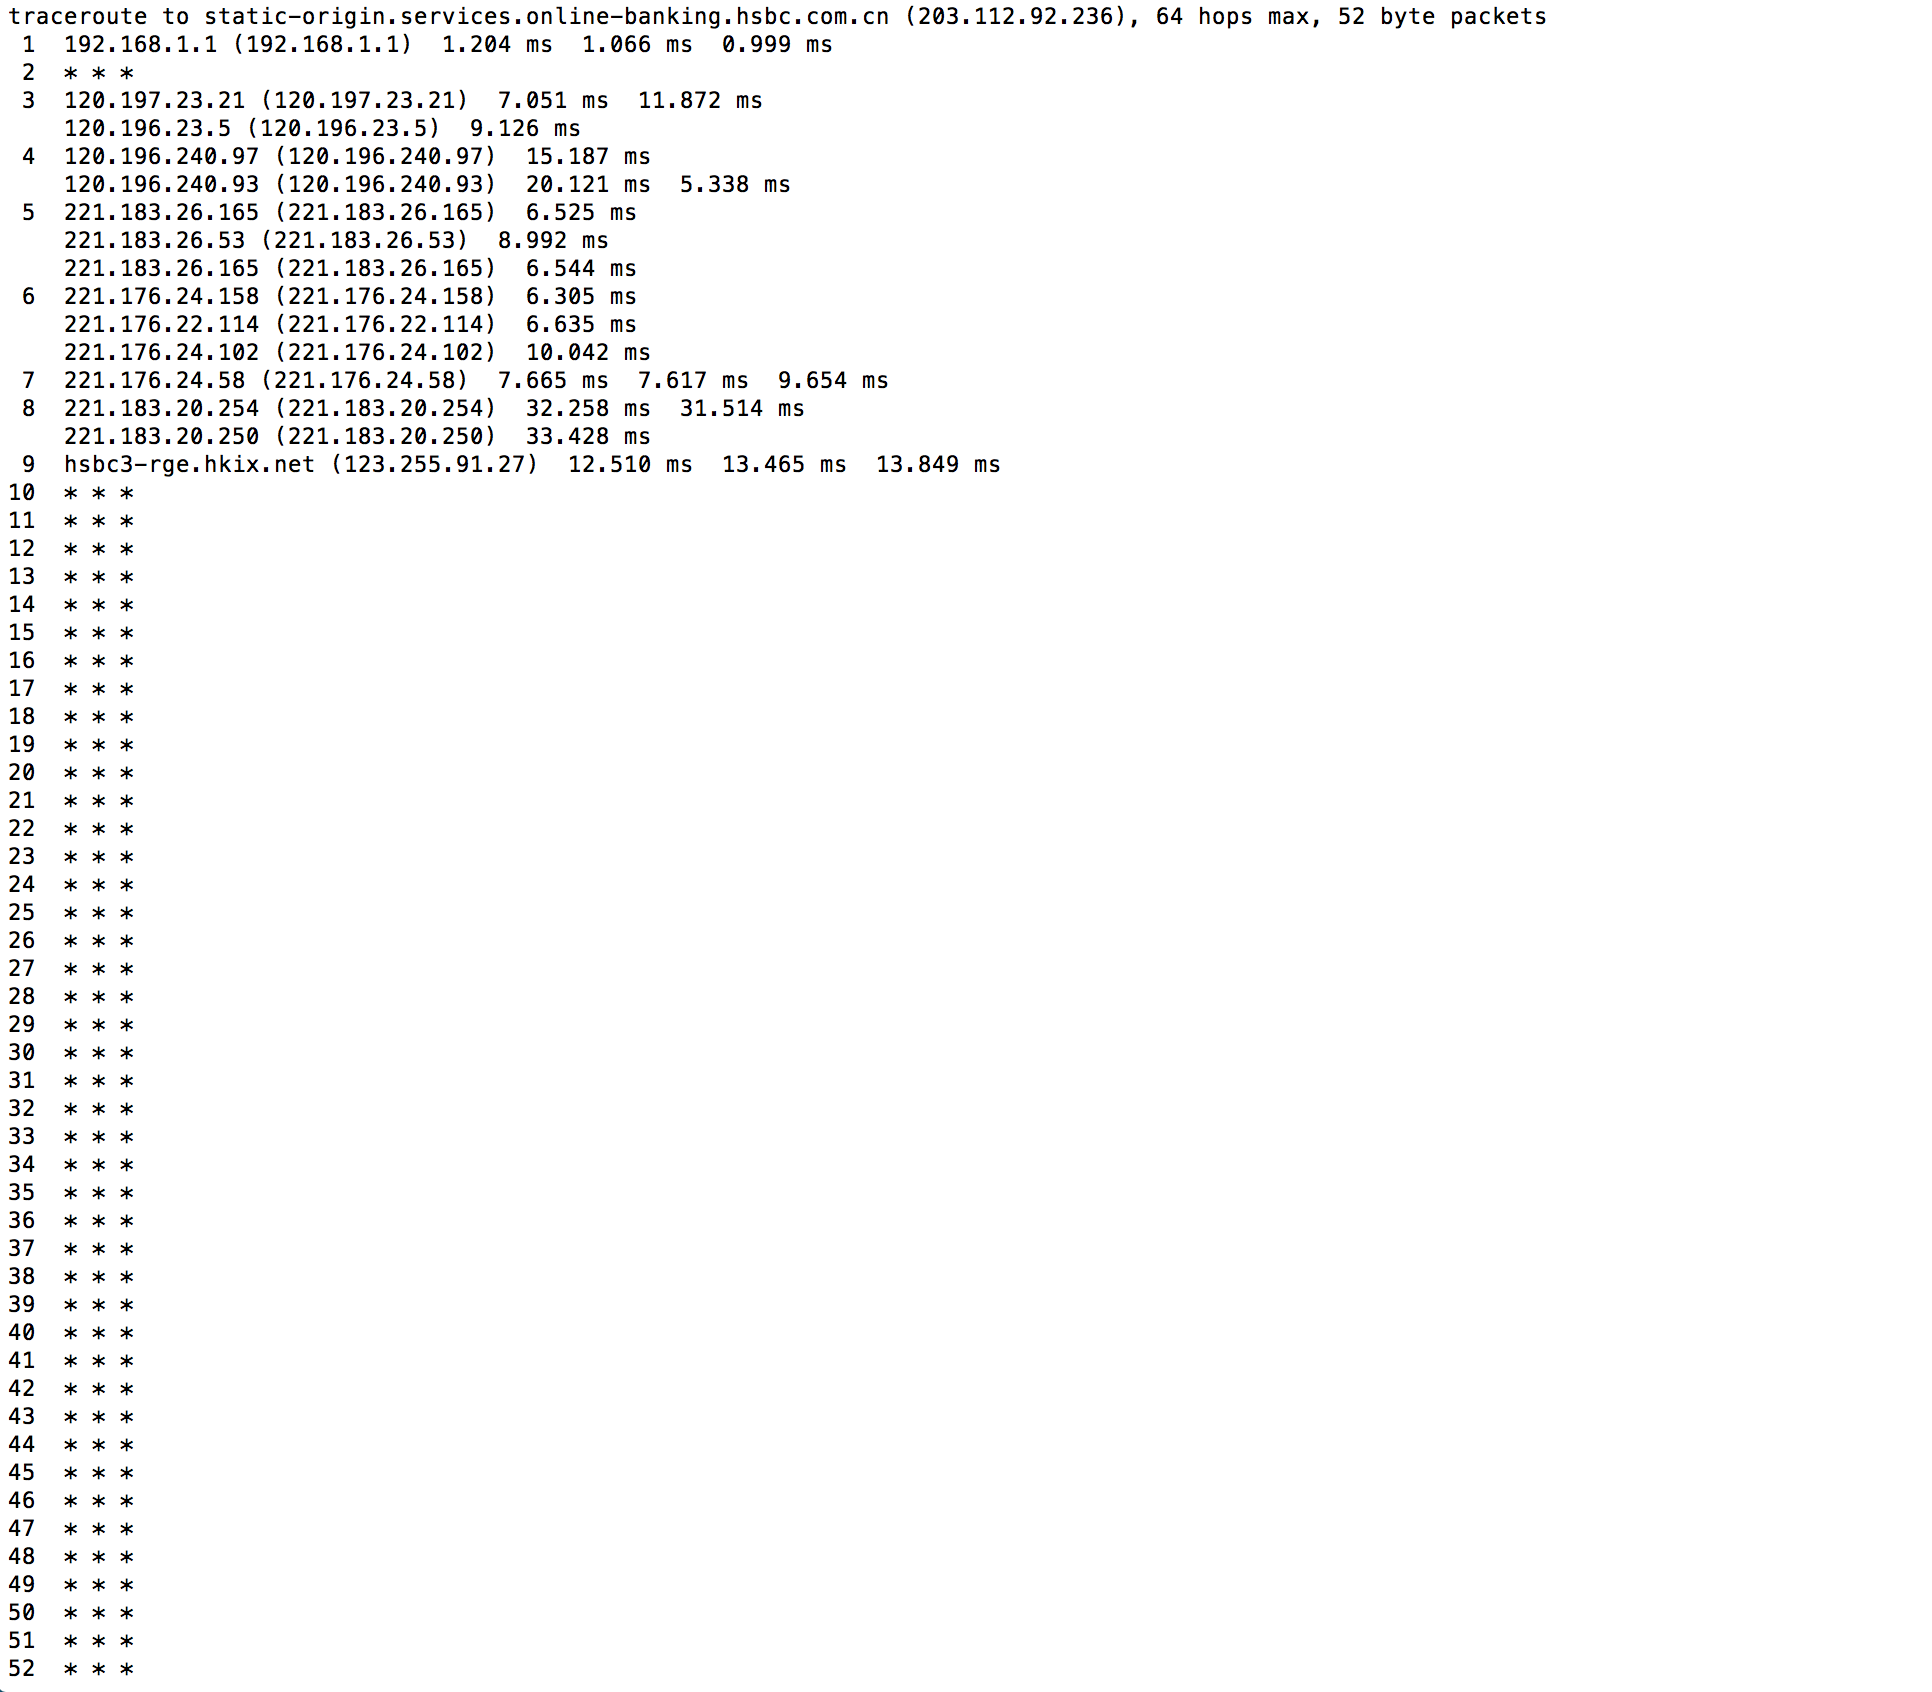 traceroute to static-origin.services.online-banking.hsbc.com.cn (203.112.92.236), 64 hops max, 52 byte packets
 1  192.168.1.1 (192.168.1.1)  1.204 ms  1.066 ms  0.999 ms
 2  * * *
 3  120.197.23.21 (120.197.23.21)  7.051 ms  11.872 ms
    120.196.23.5 (120.196.23.5)  9.126 ms
 4  120.196.240.97 (120.196.240.97)  15.187 ms
    120.196.240.93 (120.196.240.93)  20.121 ms  5.338 ms
 5  221.183.26.165 (221.183.26.165)  6.525 ms
    221.183.26.53 (221.183.26.53)  8.992 ms
    221.183.26.165 (221.183.26.165)  6.544 ms
 6  221.176.24.158 (221.176.24.158)  6.305 ms
    221.176.22.114 (221.176.22.114)  6.635 ms
    221.176.24.102 (221.176.24.102)  10.042 ms
 7  221.176.24.58 (221.176.24.58)  7.665 ms  7.617 ms  9.654 ms
 8  221.183.20.254 (221.183.20.254)  32.258 ms  31.514 ms
    221.183.20.250 (221.183.20.250)  33.428 ms
 9  hsbc3-rge.hkix.net (123.255.91.27)  12.510 ms  13.465 ms  13.849 ms
10  * * *
11  * * *
12  * * *
13  * * *
14  * * *
15  * * *
16  * * *
17  * * *
18  * * *
19  * * *
20  * * *
21  * * *
22  * * *
23  * * *
24  * * *
25  * * *
26  * * *
27  * * *
28  * * *
29  * * *
30  * * *
31  * * *
32  * * *
33  * * *
34  * * *
35  * * *
36  * * *
37  * * *
38  * * *
39  * * *
40  * * *
41  * * *
42  * * *
43  * * *
44  * * *
45  * * *
46  * * *
47  * * *
48  * * *
49  * * *
50  * * *
51  * * *
52  * * *